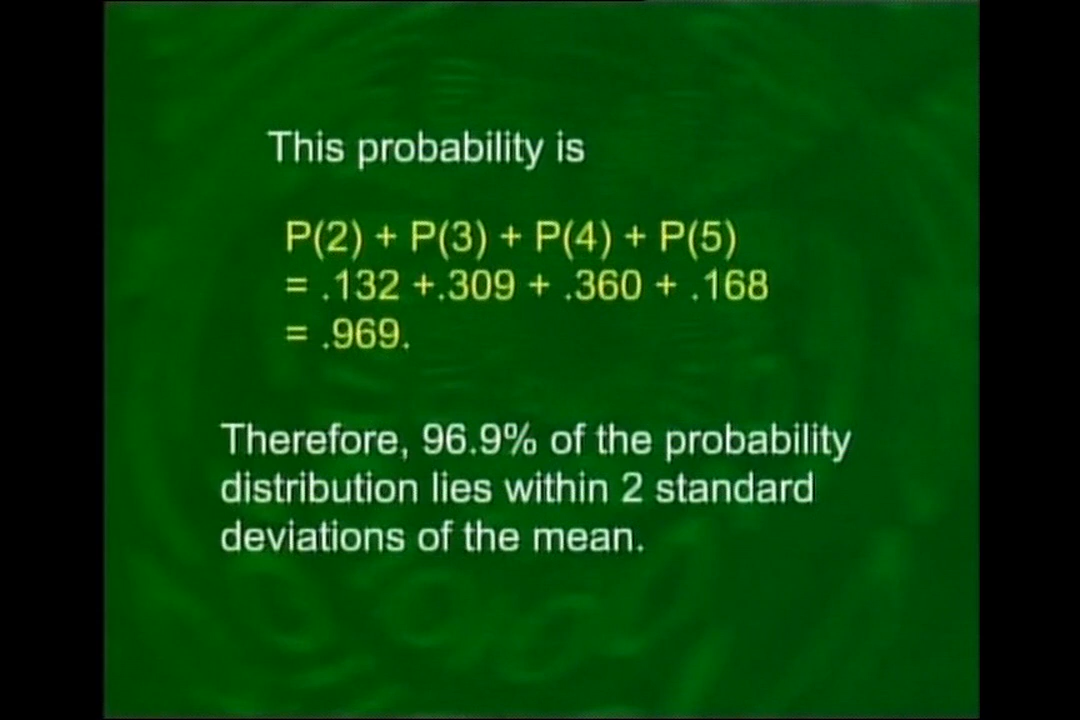 This probability is
P(2) + P(3) + P(4) + P(5)
= .132 +.309 + .360 + .168
= .969.
Therefore, 96.9% of the probability
distribution lies within 2 standard
deviations of the mean.